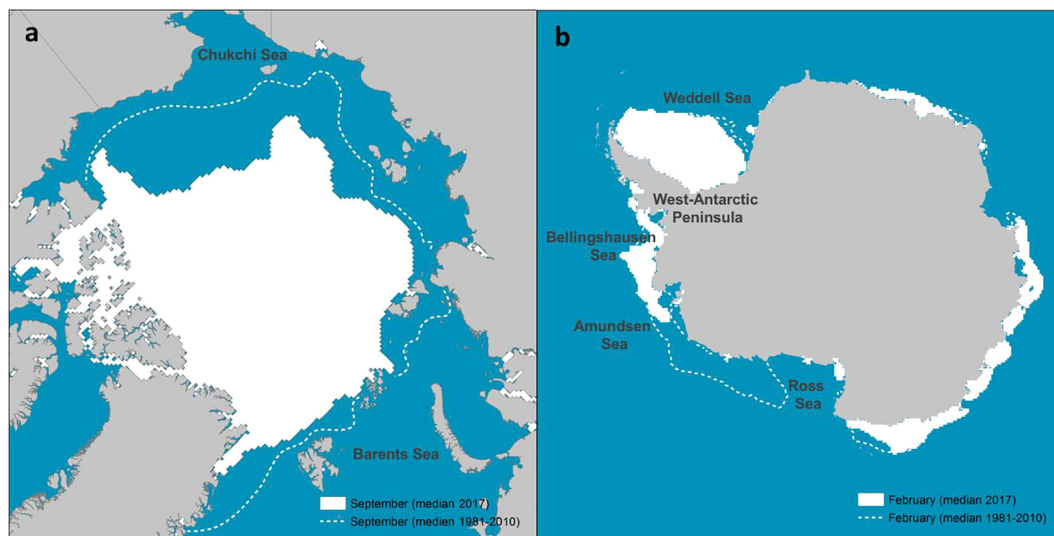 a
Chukchi Sea
Barents Sea
September (median 2017)
September (medien 1981-2010)
b
Weddell Sea
West-Antarctic
Peninsula
Bellingshausen
Sea
Amundsen
Sea
Ross
Sea
February (median 2017)
February (median 1981-2010)